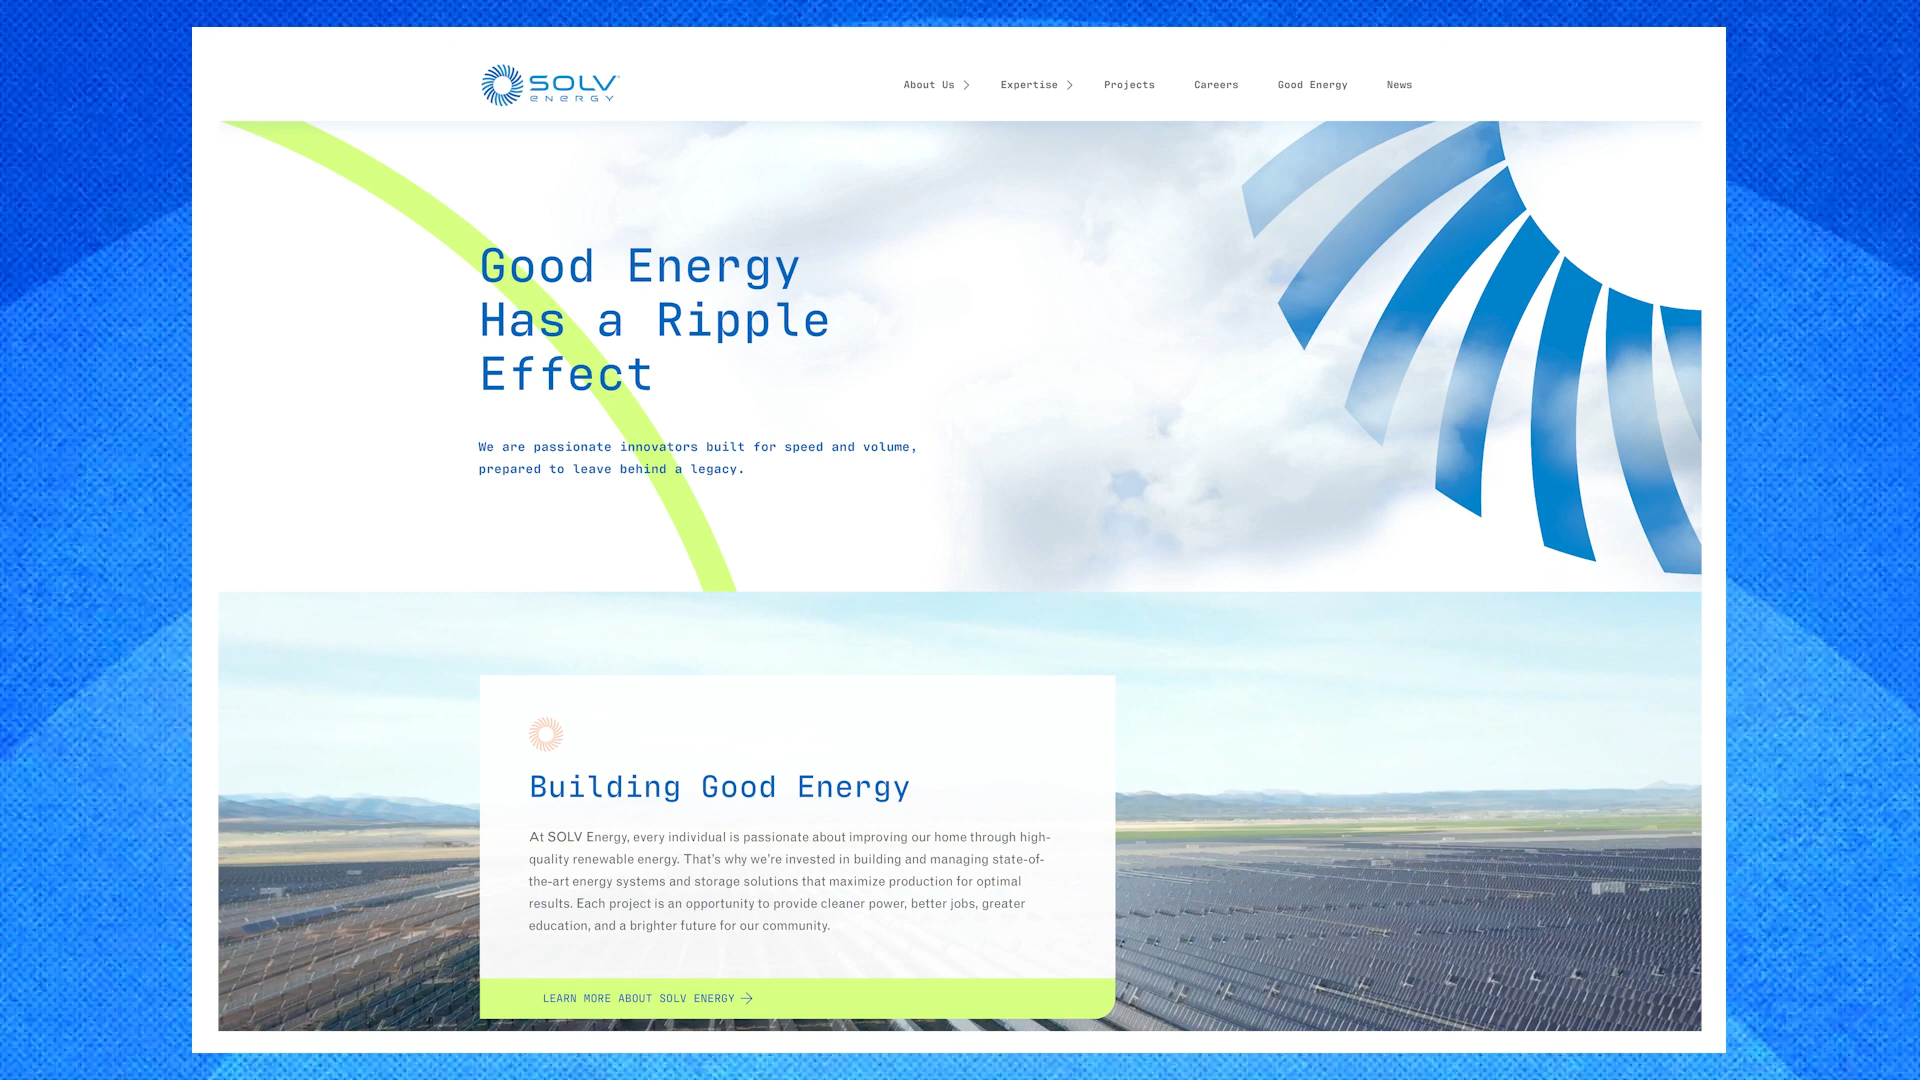 SOLV
ENERGY
About Us
Expertise
Projects
Careers
Good Energy
News
Good Energy
Has a Ripple
Effect
We are passionate innovators built for speed and volume,
prepared to leave behind a legacy.
Building Good Energy
At SOLV Energy, every individual is passionate about improving our home through high-
quality renewable energy. That's why we're invested in building and managing state-of-
the-art energy systems and storage solutions that maximize production for optimal
results. Each project is an opportunity to provide cleaner power, better jobs, greater
education, and a brighter future for our community.
LEARN MORE ABOUT SOLV ENERGY